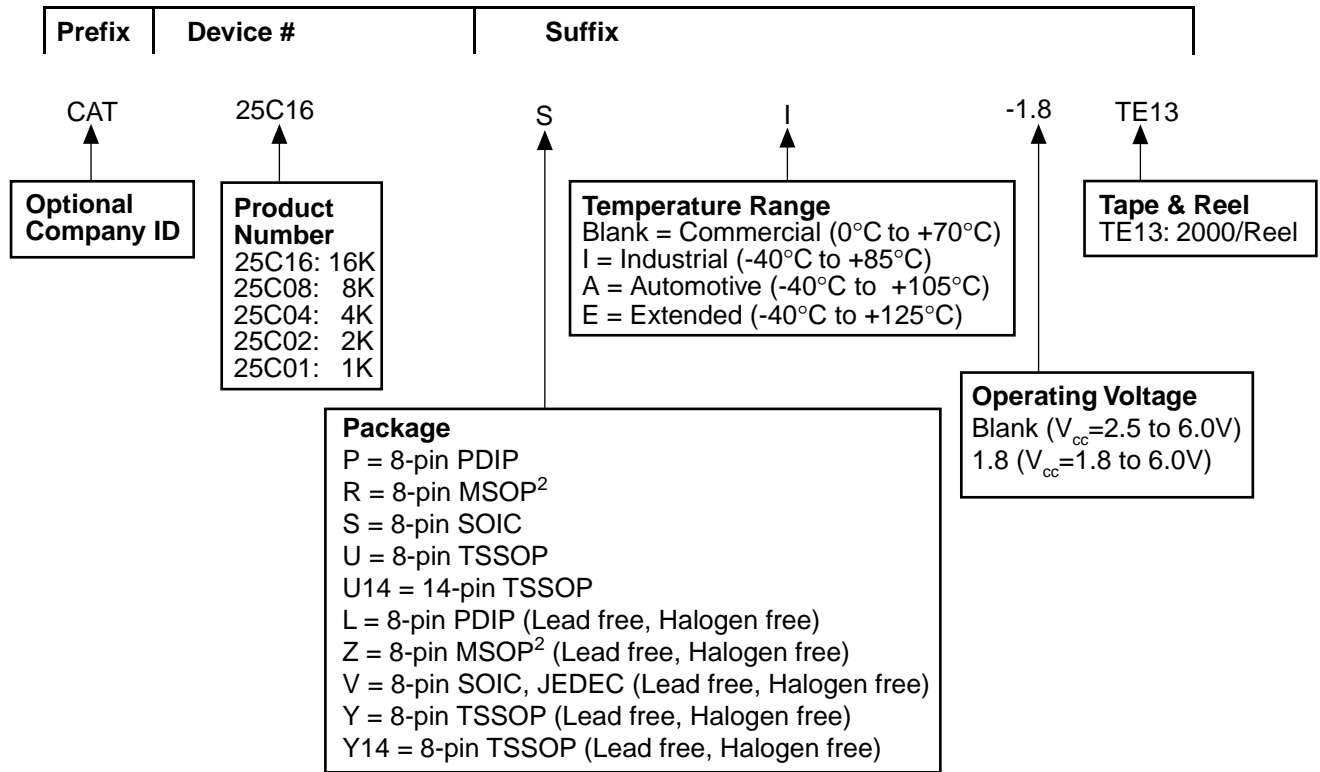 Prefix Device # Suffix
CAT 25C16 S I -1.8 TE13
Optional
Company ID
Product
Number
25C16: 16K
25C08: 8K
25C04: 4K
25C02: 2K
25C01: 1K
Temperature Range
Blank = Commercial (0°C to +70°C)
I = Industrial (-40°C to +85°C)
A = Automotive (-40°C to +105°C)
E = Extended (-40°C to +125°C)
Tape & Reel
TE13: 2000/Reel
Operating Voltage
Blank (Vcc=2.5 to 6.0V)
1.8 (Vcc=1.8 to 6.0V)
Package
P = 8-pin PDIP
R = 8-pin MSOP²
S = 8-pin SOIC
U = 8-pin TSSOP
U14 = 14-pin TSSOP
L = 8-pin PDIP (Lead free, Halogen free)
Z = 8-pin MSOP² (Lead free, Halogen free)
V = 8-pin SOIC, JEDEC (Lead free, Halogen free)
Y = 8-pin TSSOP (Lead free, Halogen free)
Y14 = 8-pin TSSOP (Lead free, Halogen free)